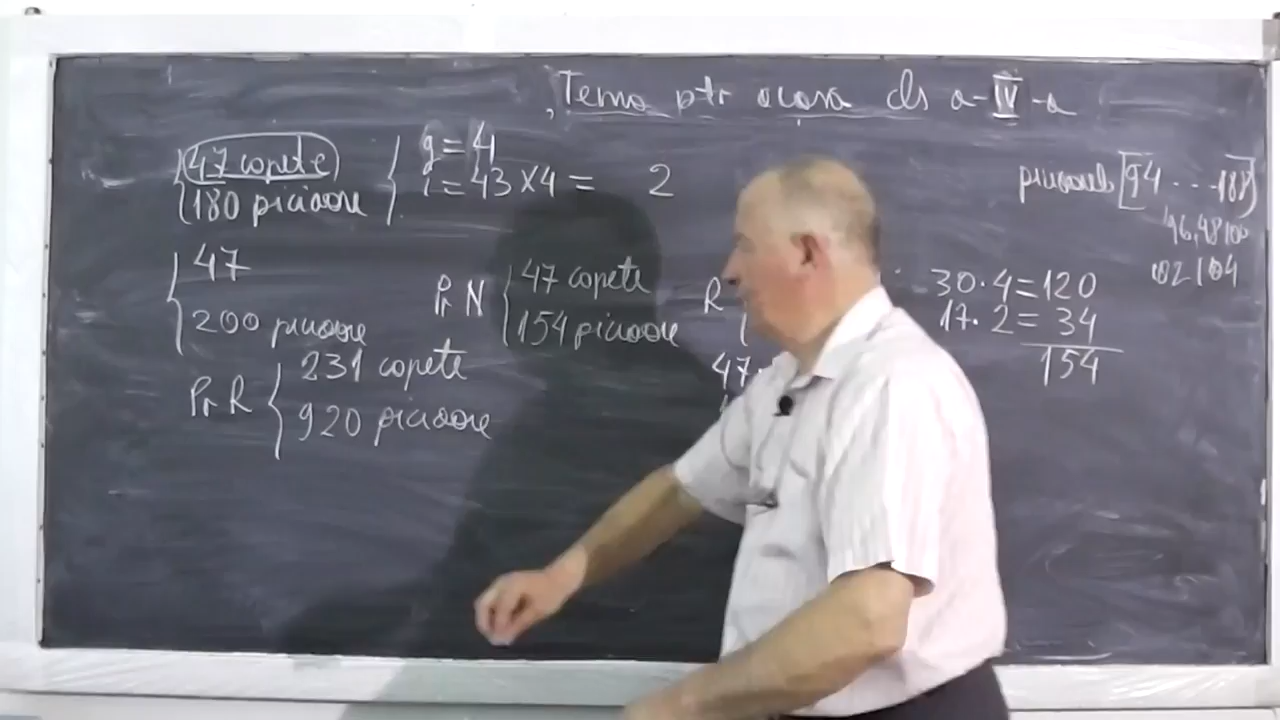 Tema ptr acasa cls a-IV-a
47 capete
180 picioare
g = 4
i = 43 × 4 = 2
picioarele [94 . . . 188]
96, 98 100
102 104
47
200 picioare
Pr N
47 capete
154 picioare
R
47
30 · 4 = 120
17 · 2 = 34
154
Pr R
231 capete
920 picioare